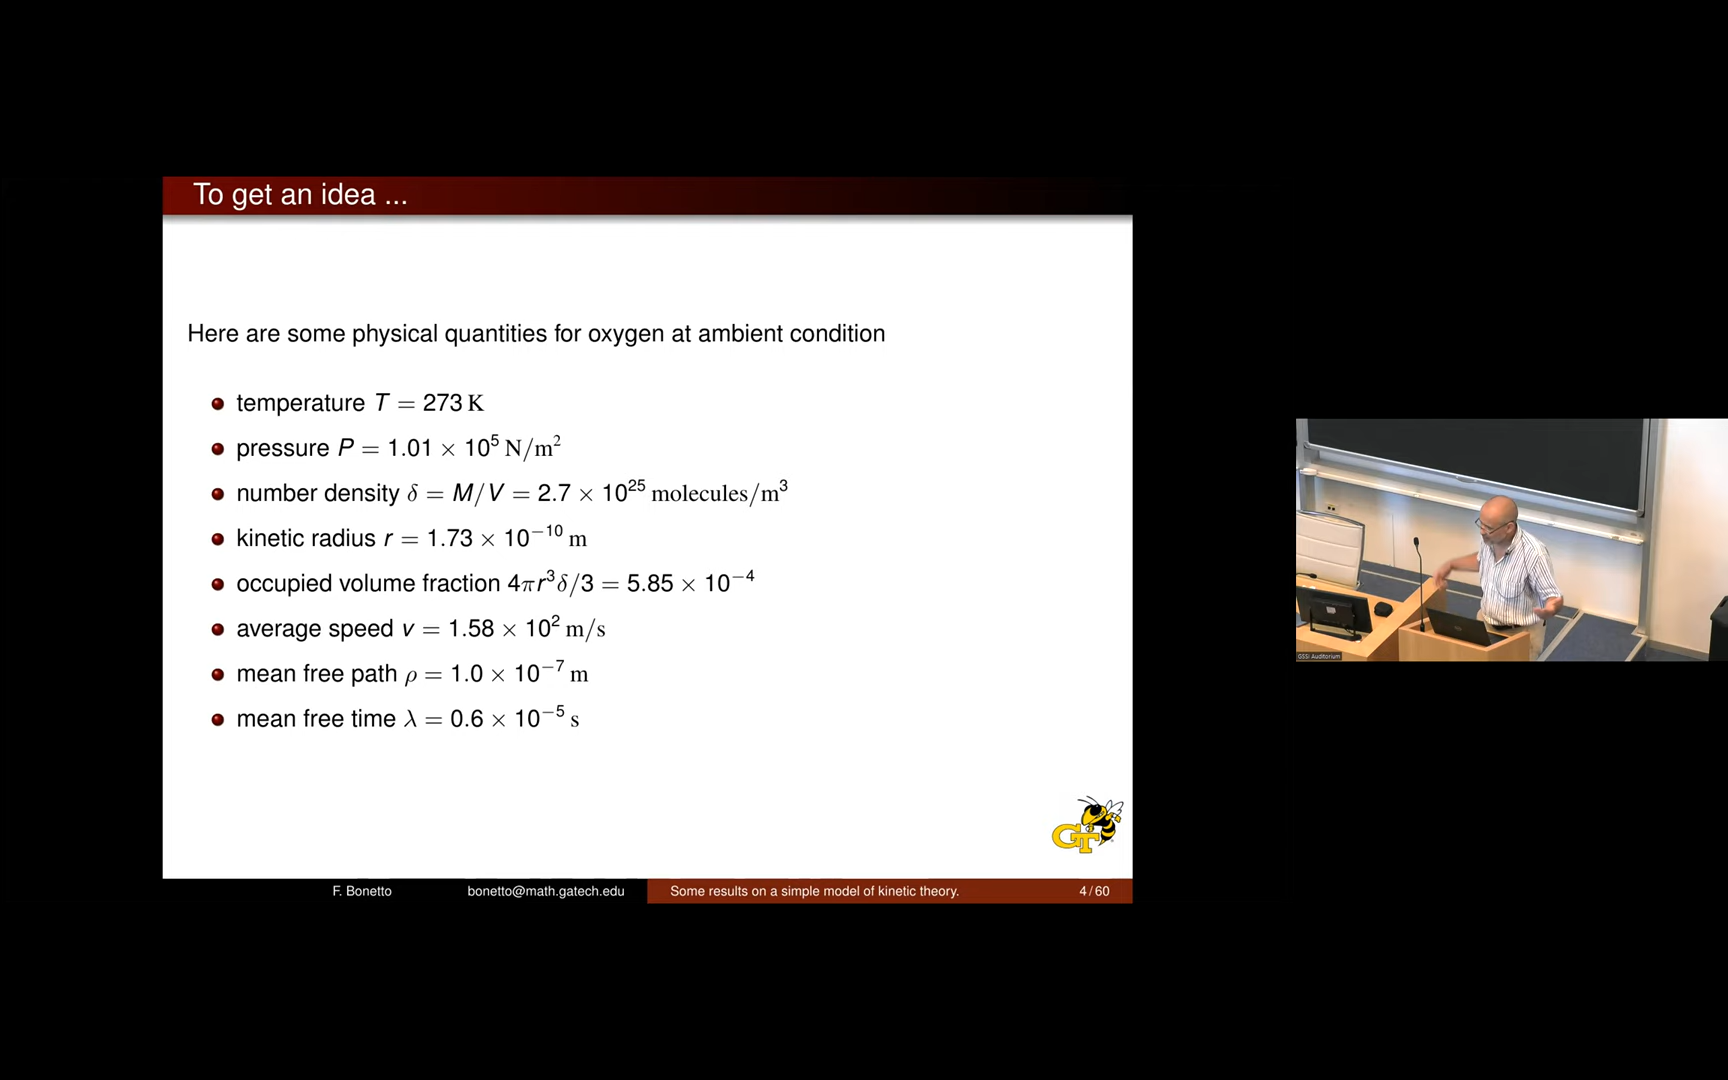 To get an idea ...
Here are some physical quantities for oxygen at ambient condition
temperature T = 273 K
pressure P = 1.01 × 10⁵ N/m²
number density δ = M/V = 2.7 × 10²⁵ molecules/m³
kinetic radius r = 1.73 × 10⁻¹⁰ m
occupied volume fraction 4πr³δ/3 = 5.85 × 10⁻⁴
average speed v = 1.58 × 10² m/s
mean free path ρ = 1.0 × 10⁻⁷ m
mean free time λ = 0.6 × 10⁻⁵ s
GT
F. Bonetto bonetto@math.gatech.edu Some results on a simple model of kinetic theory. 4 / 60
GSSI Auditorium